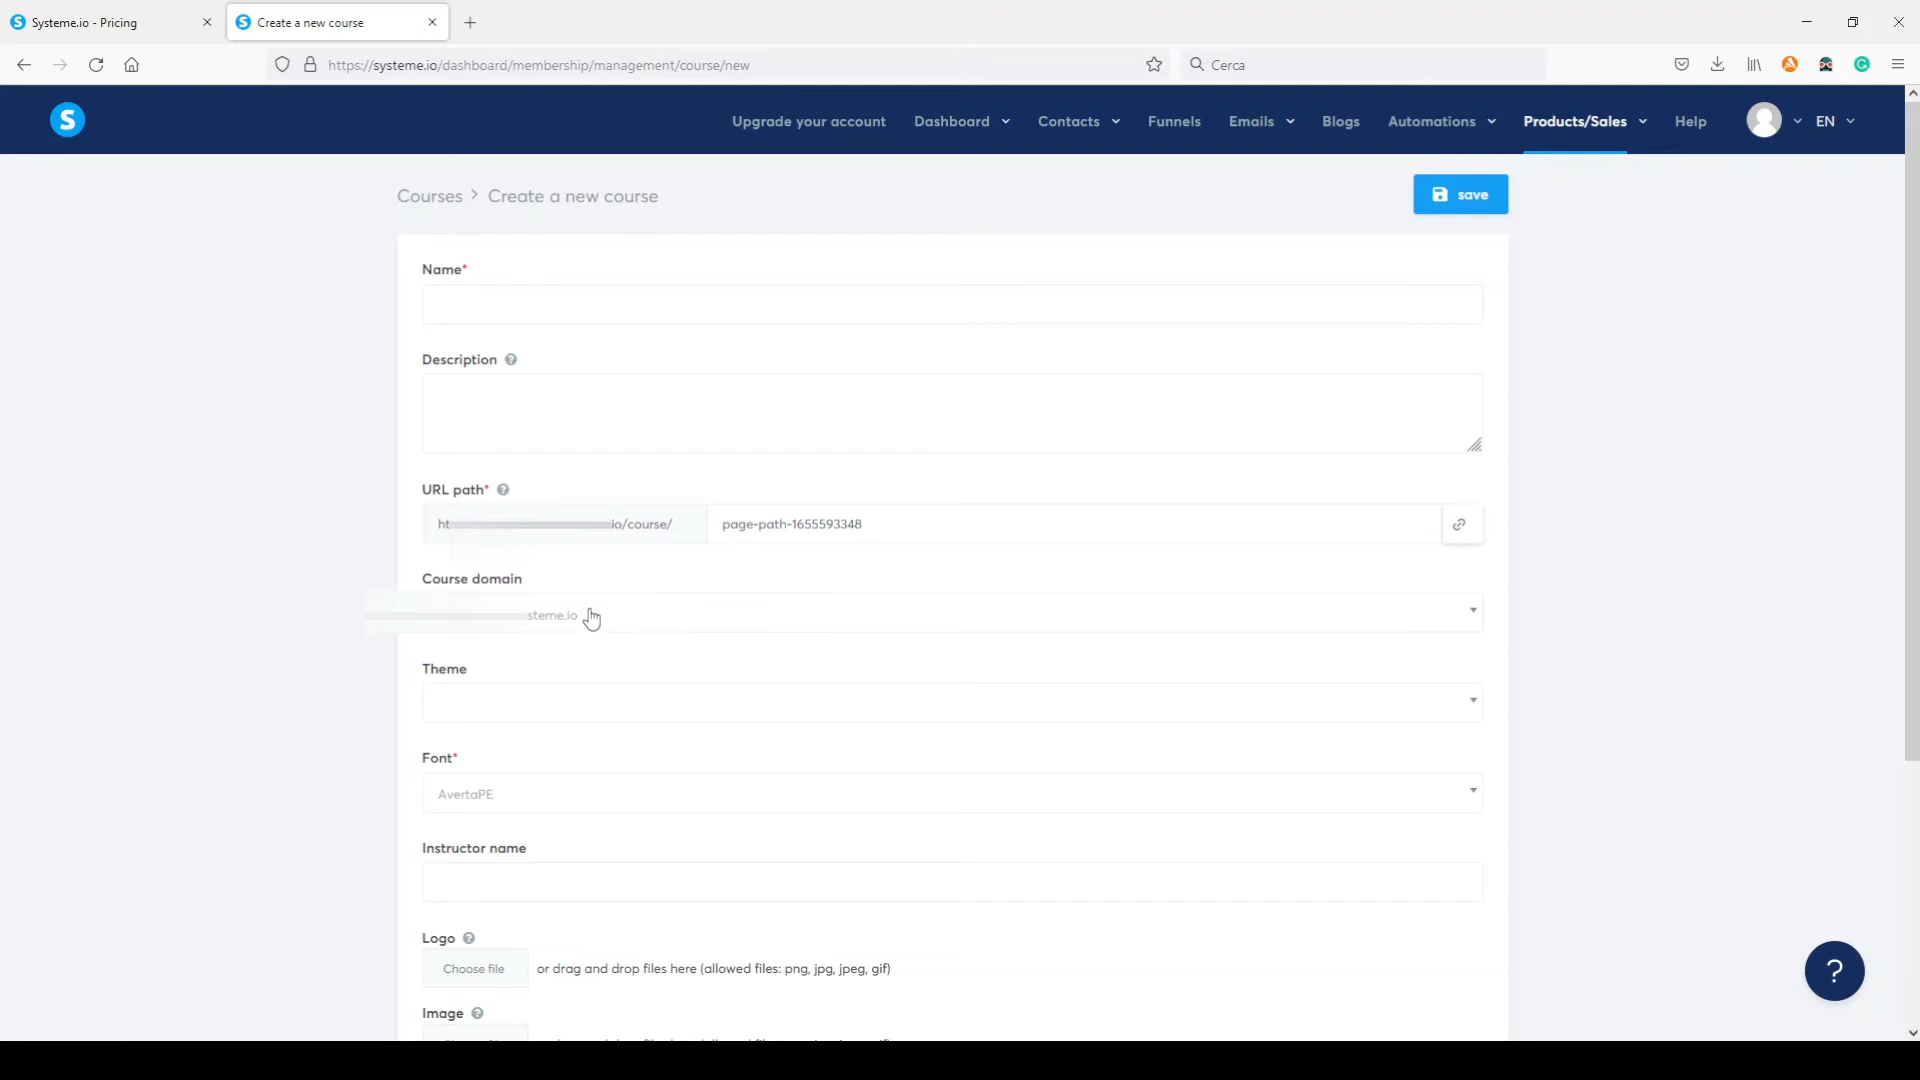 Systeme.io - Pricing
Create a new course
https://systeme.io/dashboard/membership/management/course/new
Cerca
S
Upgrade your account
Dashboard
Contacts
Funnels
Emails
Blogs
Automations
Products/Sales
Help
EN
Courses > Create a new course
save
Name*
Description
URL path*
ht
io/course/
page-path-1655593348
Course domain
steme.io
Theme
Font*
AvertaPE
Instructor name
Logo
Choose file
or drag and drop files here (allowed files: png, jpg, jpeg, gif)
Image
?